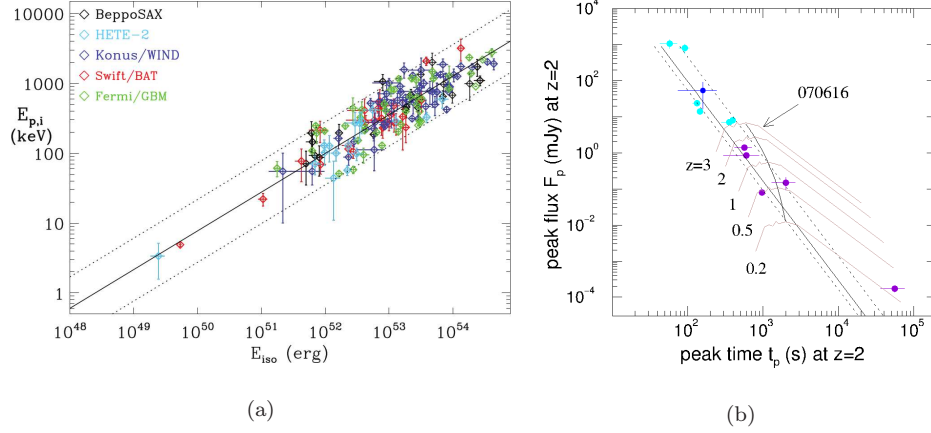 BeppoSAX
HETE-2
Konus/WIND
Swift/BAT
Fermi/GBM
E_{p,i}
(keV)
10000
1000
100
10
1
10^{48}
10^{49}
10^{50}
10^{51}
10^{52}
10^{53}
10^{54}
E_{iso} (erg)
(a)
peak flux F_p (mJy) at z=2
10^4
10^2
10^0
10^{-2}
10^{-4}
070616
z=3
2
1
0.5
0.2
10^2
10^3
10^4
10^5
peak time t_p (s) at z=2
(b)